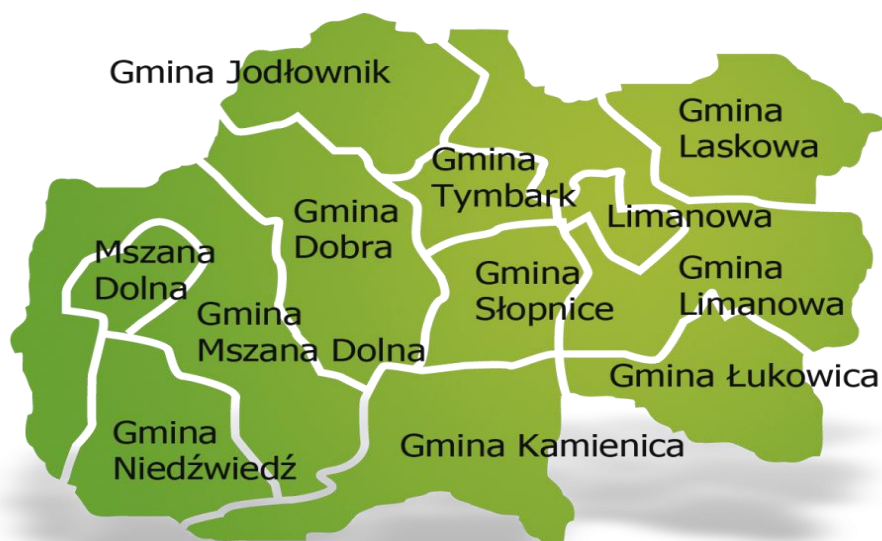 Gmina Jodłownik
Gmina
Laskowa
Gmina
Tymbark
Gmina
Dobra
Limanowa
Mszana
Dolna
Gmina
Słopnice
Gmina
Limanowa
Gmina
Mszana Dolna
Gmina Łukowica
Gmina
Niedźwiedź
Gmina Kamienica